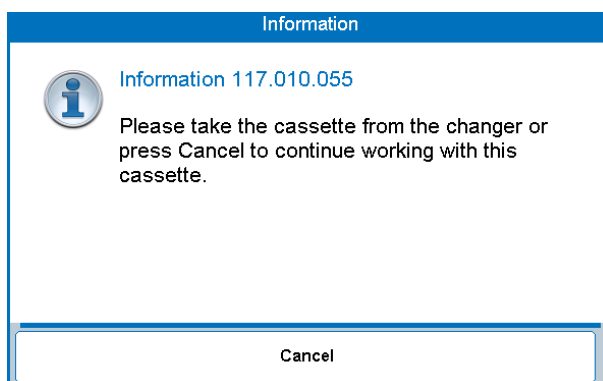 Information
Information 117.010.055
Please take the cassette from the changer or
press Cancel to continue working with this
cassette.
Cancel